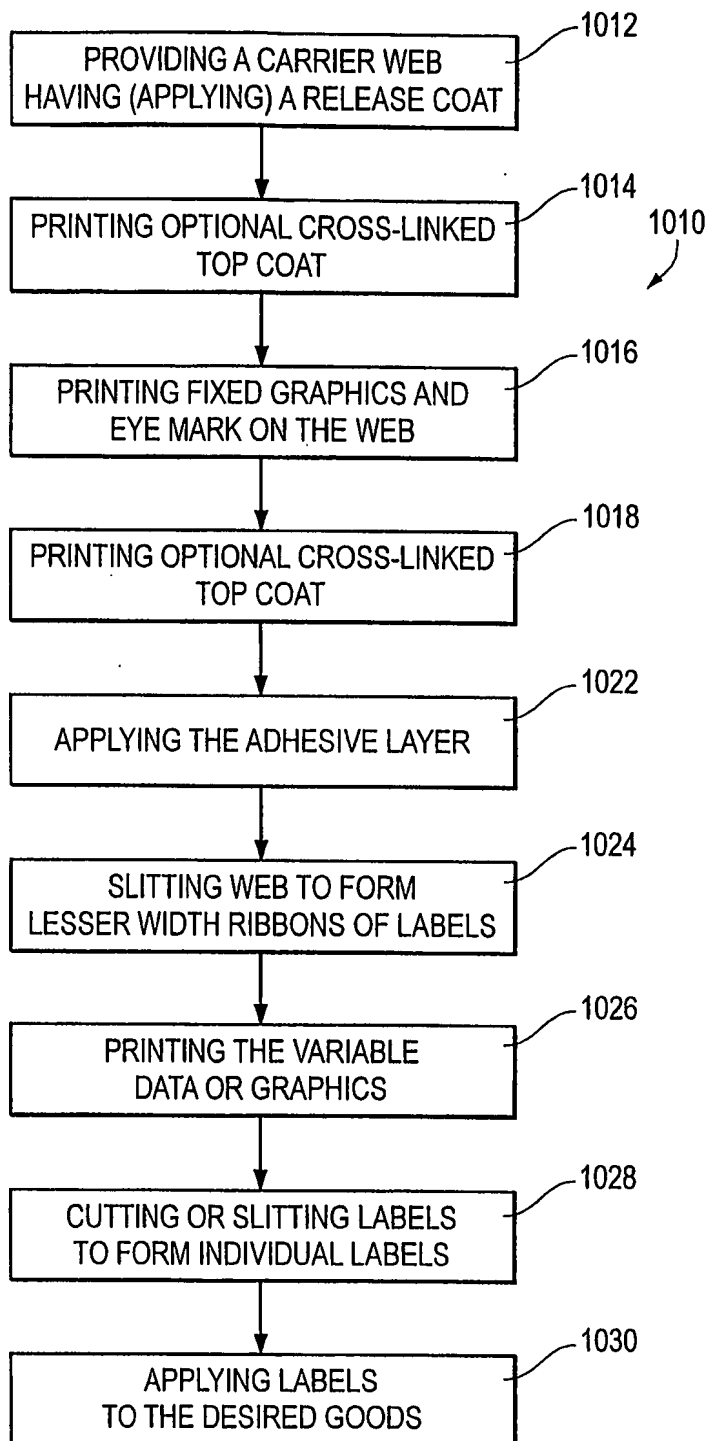 1012
PROVIDING A CARRIER WEB
HAVING (APPLYING) A RELEASE COAT
1014
PRINTING OPTIONAL CROSS-LINKED
TOP COAT
1010
1016
PRINTING FIXED GRAPHICS AND
EYE MARK ON THE WEB
1018
PRINTING OPTIONAL CROSS-LINKED
TOP COAT
1022
APPLYING THE ADHESIVE LAYER
1024
SLITTING WEB TO FORM
LESSER WIDTH RIBBONS OF LABELS
1026
PRINTING THE VARIABLE
DATA OR GRAPHICS
1028
CUTTING OR SLITTING LABELS
TO FORM INDIVIDUAL LABELS
1030
APPLYING LABELS
TO THE DESIRED GOODS